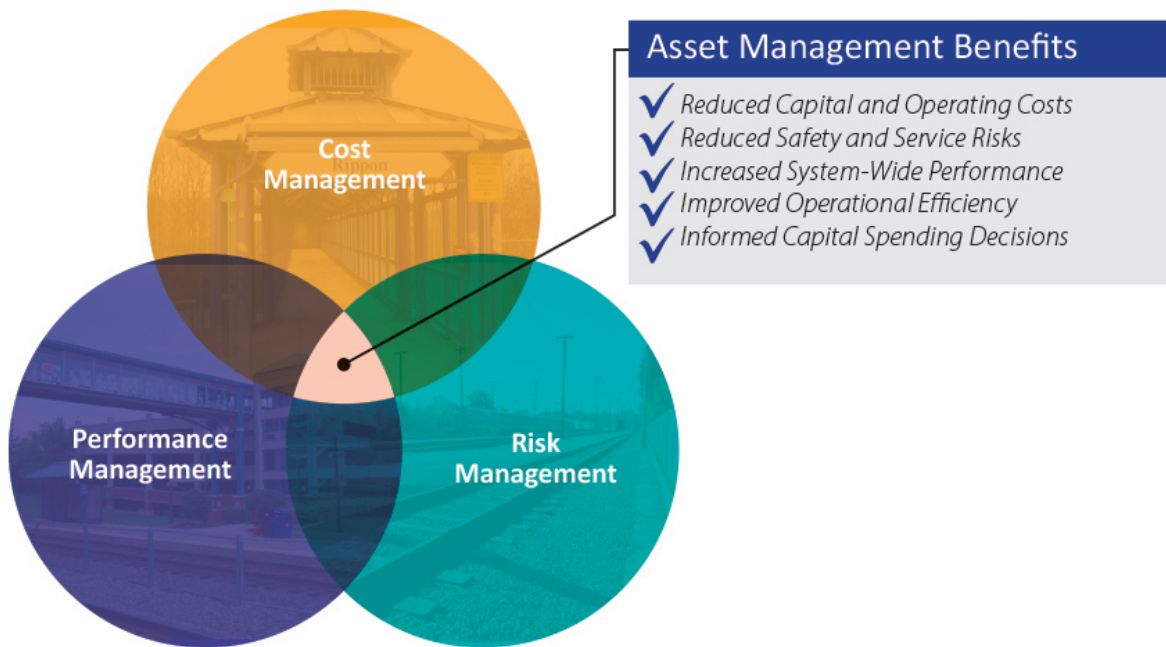 Cost
Management
Rippon
Performance
Management
Risk
Management
Asset Management Benefits
Reduced Capital and Operating Costs
Reduced Safety and Service Risks
Increased System-Wide Performance
Improved Operational Efficiency
Informed Capital Spending Decisions